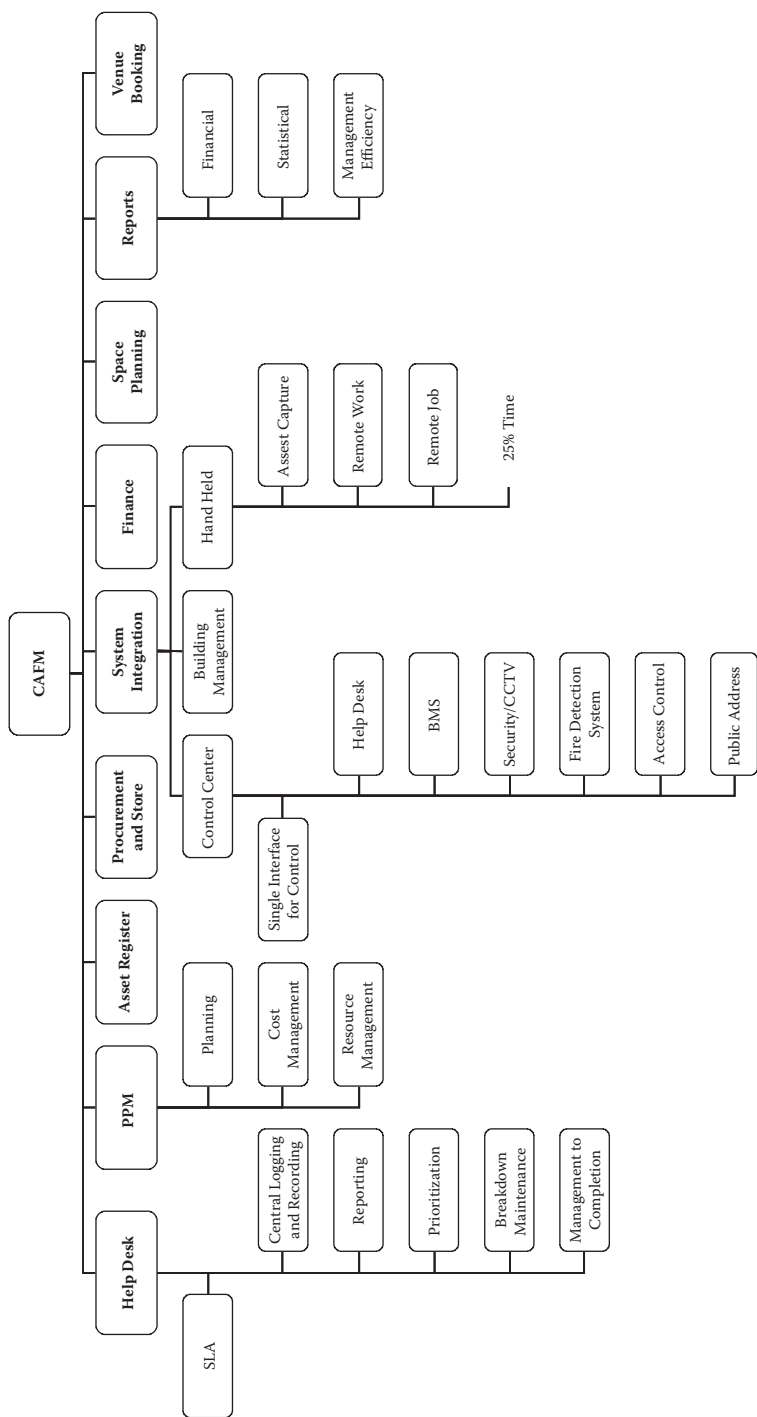 CAFM
Help Desk
PPM
Asset Register
Procurement
and Store
System
Integration
Finance
Space
Planning
Reports
Venue
Booking
SLA
Central Logging
and Recording
Reporting
Prioritization
Breakdown
Maintenance
Management to
Completion
Planning
Cost
Management
Resource
Management
Control Center
Single Interface
for Control
Help Desk
BMS
Security/CCTV
Fire Detection
System
Access Control
Public Address
Building
Management
Hand Held
Assest Capture
Remote Work
Remote Job
25% Time
Financial
Statistical
Management
Efficiency